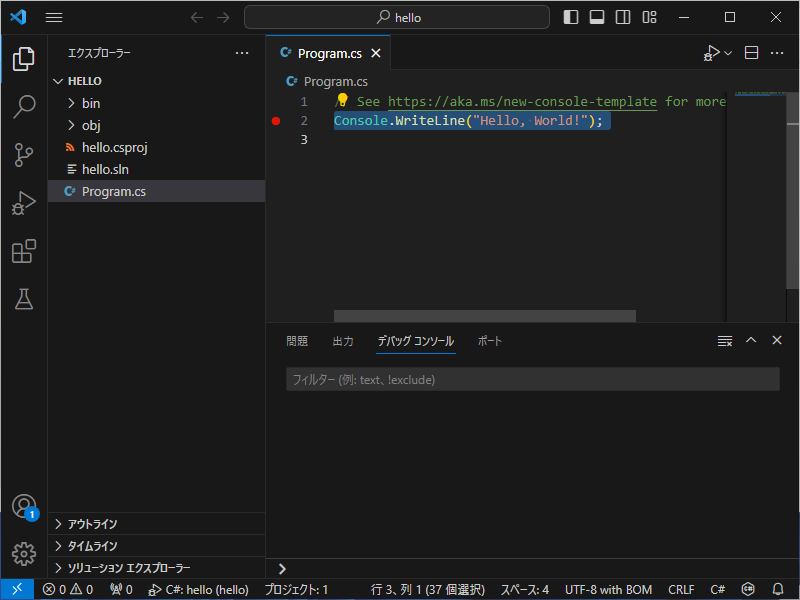 hello
エクスプローラー
HELLO
bin
obj
hello.csproj
hello.sln
C# Program.cs
アウトライン
タイムライン
ソリューション エクスプローラー
1
C# Program.cs
C# Program.cs
1 // See https://aka.ms/new-console-template for more
2 Console.WriteLine("Hello, World!");
3
問題 出力 デバッグ コンソール ポート
フィルター (例: text、!exclude)
0 0 0 C#: hello (hello) プロジェクト: 1 行 3、列 1 (37 個選択) スペース: 4 UTF-8 with BOM CRLF C#